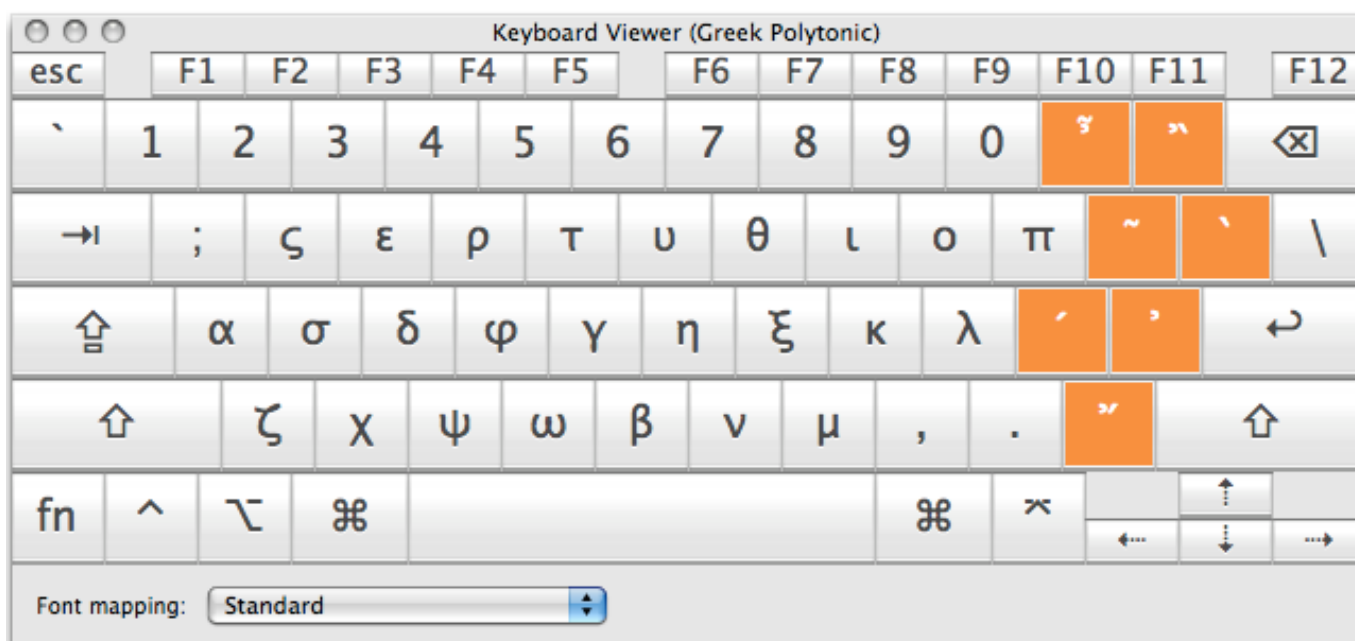 Keyboard Viewer (Greek Polytonic)
esc F1 F2 F3 F4 F5 F6 F7 F8 F9 F10 F11 F12
` 1 2 3 4 5 6 7 8 9 0 ῏ ῍ ⌫
⇥ ; ς ε ρ τ υ θ ι ο π ῀ ` \
⇪ α σ δ φ γ η ξ κ λ ´ ᾿ ↩
⇧ ζ χ ψ ω β ν μ , . ῎ ⇧
fn ^ ⌥ ⌘ ⌘ ⌤ ⇡
⇠ ⇣ ⇢
Font mapping: Standard